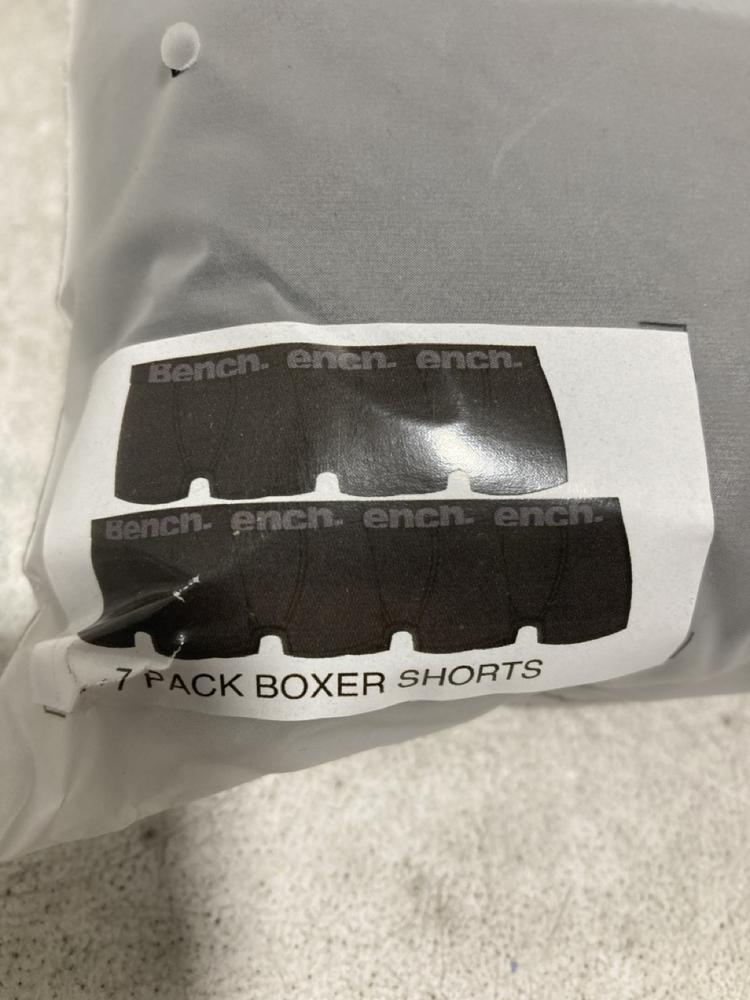 Bench. ench. ench.
Bench. ench. ench. ench.
7 PACK BOXER SHORTS